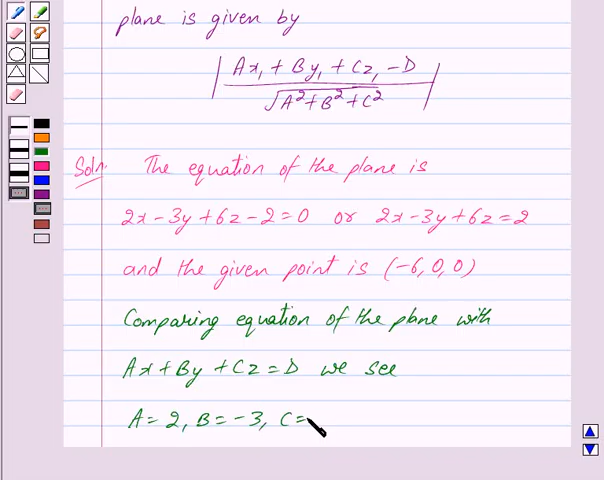 plane is given by
| Ax₁ + By₁ + Cz₁ - D / √A² + B² + C² |
Soln. The equation of the plane is
2x - 3y + 6z - 2 = 0 or 2x - 3y + 6z = 2
and the given point is (-6, 0, 0)
Comparing equation of the plane with
Ax + By + Cz = D we see
A = 2, B = -3, C =